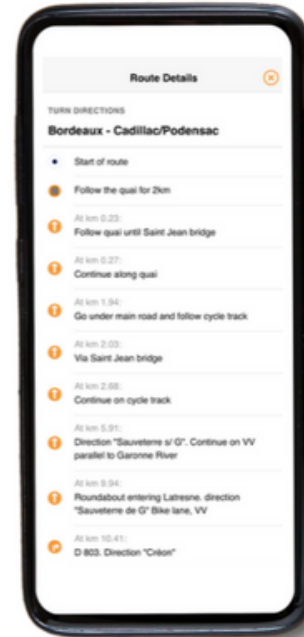 Route Details
TURN DIRECTIONS
Bordeaux - Cadillac/Podensac
Start of route
Follow the quai for 2km
At km 0.23:
Follow quai until Saint Jean bridge
At km 0.27:
Continue along quai
At km 1.94:
Go under main road and follow cycle track
At km 2.03:
Via Saint Jean bridge
At km 2.68:
Continue on cycle track
At km 5.91:
Direction "Sauveterre s/ G". Continue on VV
parallel to Garonne River
At km 9.94:
Roundabout entering Latresne. direction
"Sauveterre de G" Bike lane, VV
At km 10.41:
D 803. Direction "Créon"